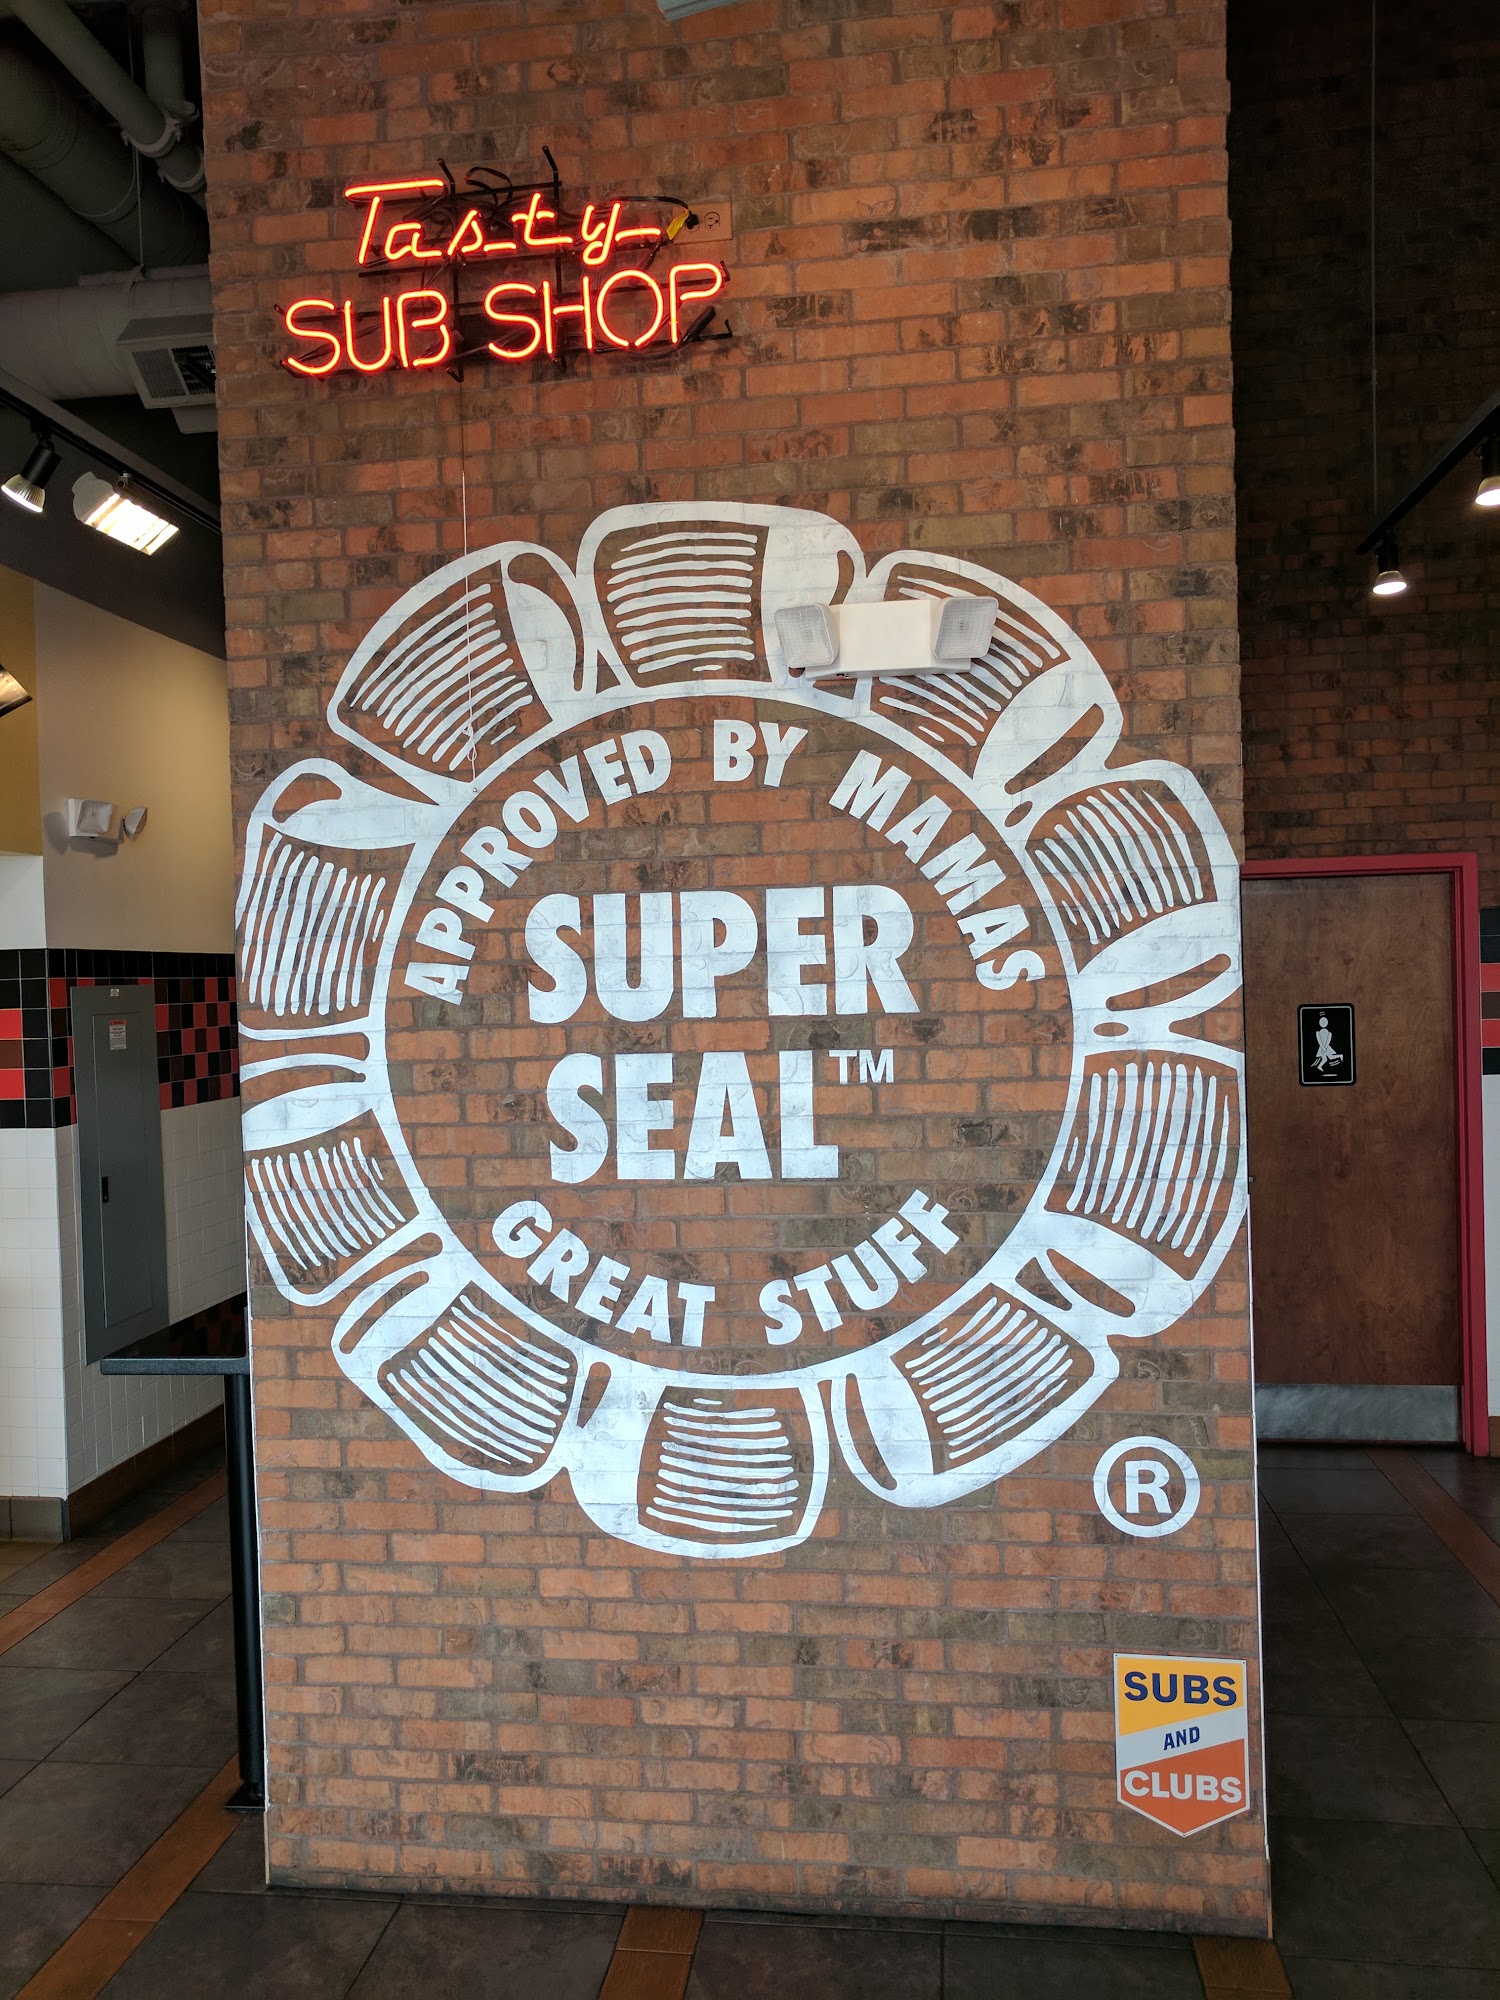 Tasty
SUB SHOP
APPROVED BY MAMAS
SUPER
SEAL™
GREAT STUFF
®
SUBS
AND
CLUBS